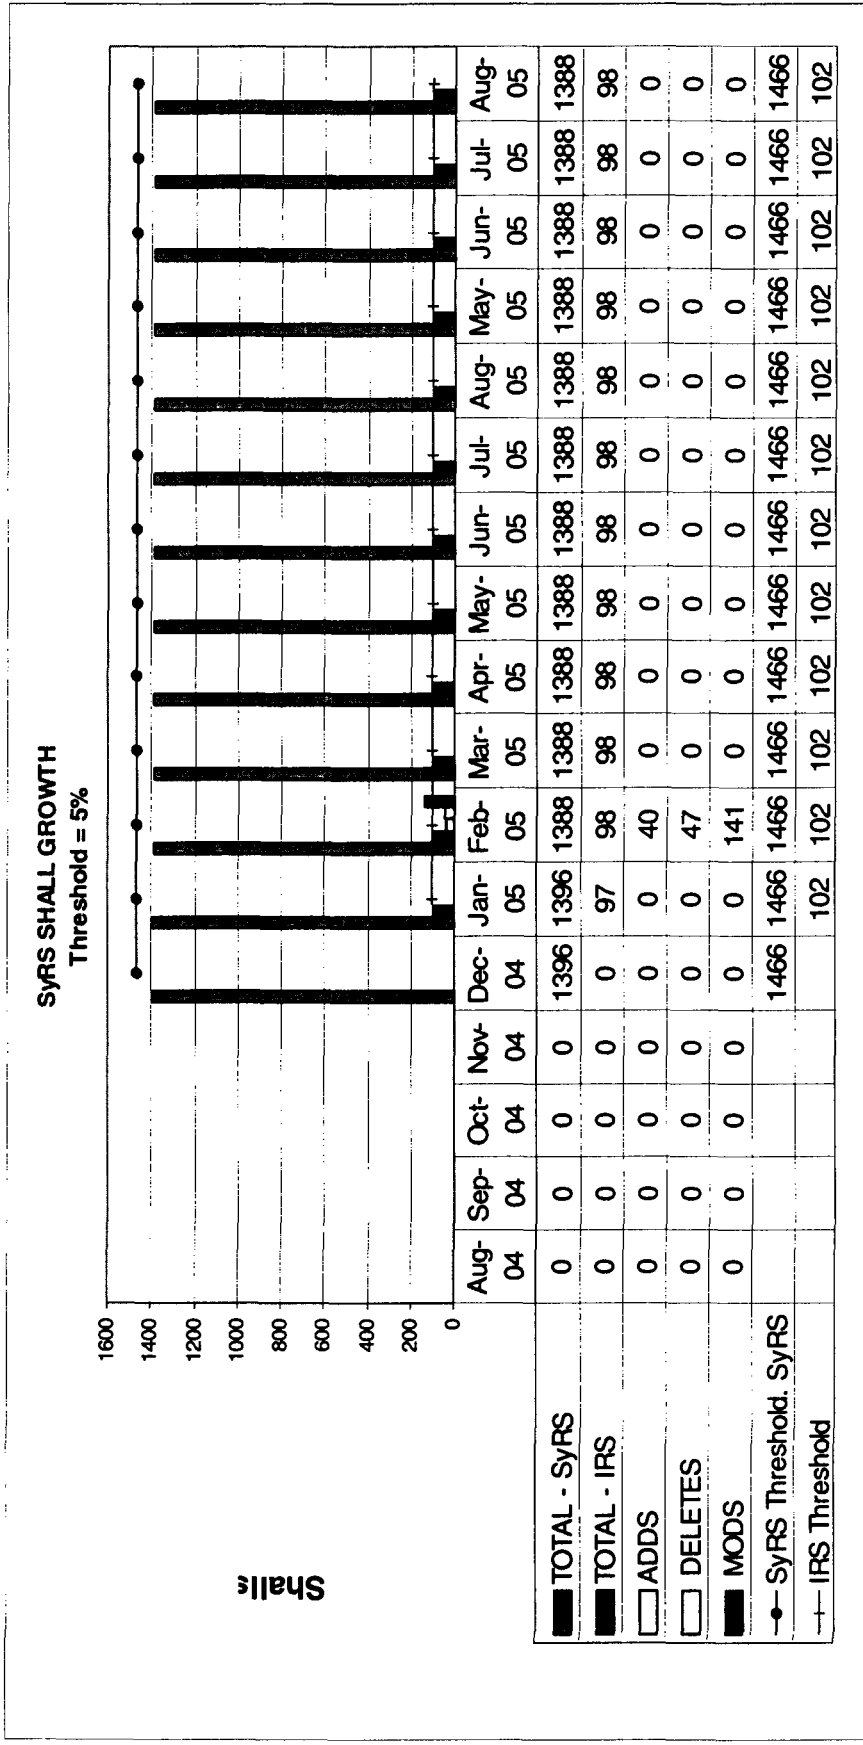 SyRS SHALL GROWTH
Threshold = 5%
Shalls
1600
1400
1200
1000
800
600
400
200
0
Aug-04 Sep-04 Oct-04 Nov-04 Dec-04 Jan-05 Feb-05 Mar-05 Apr-05 May-05 Jun-05 Jul-05 Aug-05 May-05 Jun-05 Jul-05 Aug-05
TOTAL - SyRS 0 0 0 0 1396 1396 1388 1388 1388 1388 1388 1388 1388 1388 1388 1388 1388
TOTAL - IRS 0 0 0 0 0 97 98 98 98 98 98 98 98 98 98 98 98
ADDS 0 0 0 0 0 0 40 0 0 0 0 0 0 0 0 0 0
DELETES 0 0 0 0 0 0 47 0 0 0 0 0 0 0 0 0 0
MODS 0 0 0 0 0 0 141 0 0 0 0 0 0 0 0 0 0
SyRS Threshold. SyRS 1466 1466 1466 1466 1466 1466 1466 1466 1466 1466 1466 1466 1466
IRS Threshold 102 102 102 102 102 102 102 102 102 102 102 102